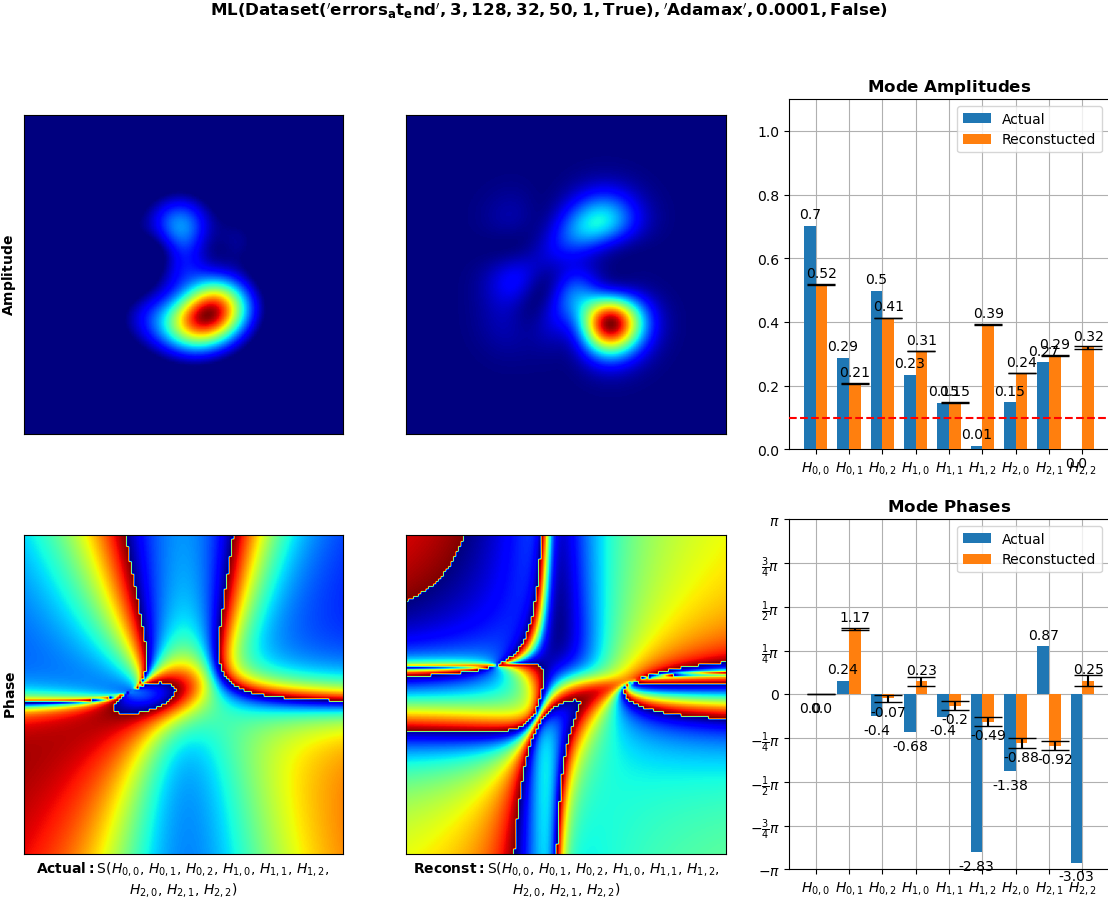 ML(Dataset('errors_at_end', 3, 128, 32, 50, 1, True), 'Adamax', 0.0001, False)
Amplitude
Mode Amplitudes
Actual
Reconstucted
1.0
0.8
0.6
0.4
0.2
0.0
0.7
0.52
0.29
0.21
0.5
0.41
0.23
0.31
0.15
0.15
0.01
0.39
0.15
0.24
0.27
0.29
0.0
0.32
H0,0 H0,1 H0,2 H1,0 H1,1 H1,2 H2,0 H2,1 H2,2
Phase
Mode Phases
Actual
Reconstucted
π
3/4π
1/2π
1/4π
0
−1/4π
−1/2π
−3/4π
−π
0.0
0.0
0.24
1.17
-0.4
-0.07
-0.68
0.23
-0.4
-0.2
-2.83
-0.49
-1.38
-0.88
0.87
-0.92
-3.03
0.25
H0,0 H0,1 H0,2 H1,0 H1,1 H1,2 H2,0 H2,1 H2,2
Actual: S(H0,0, H0,1, H0,2, H1,0, H1,1, H1,2,
H2,0, H2,1, H2,2)
Reconst: S(H0,0, H0,1, H0,2, H1,0, H1,1, H1,2,
H2,0, H2,1, H2,2)